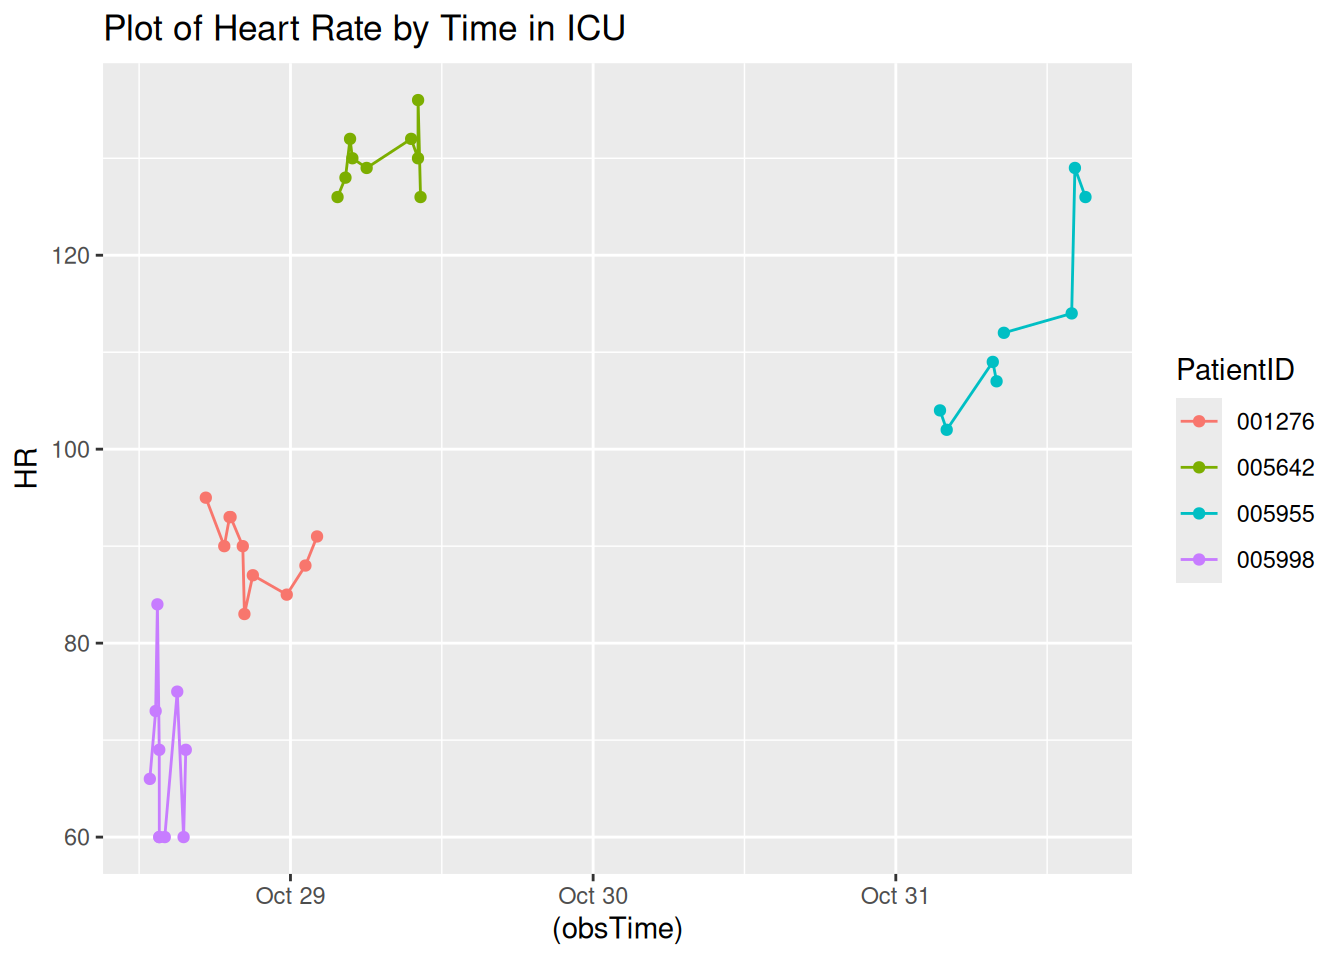 Plot of Heart Rate by Time in ICU
HR
120
100
80
60
Oct 29
Oct 30
Oct 31
(obsTime)
PatientID
001276
005642
005955
005998